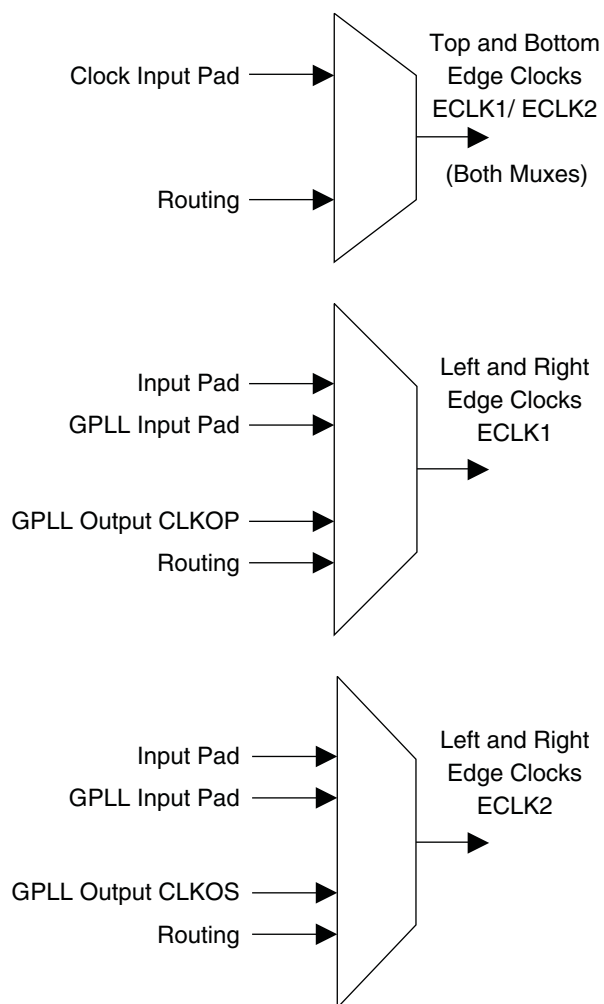 Clock Input Pad
Routing
Top and Bottom
Edge Clocks
ECLK1/ ECLK2
(Both Muxes)
Input Pad
GPLL Input Pad
GPLL Output CLKOP
Routing
Left and Right
Edge Clocks
ECLK1
Input Pad
GPLL Input Pad
GPLL Output CLKOS
Routing
Left and Right
Edge Clocks
ECLK2